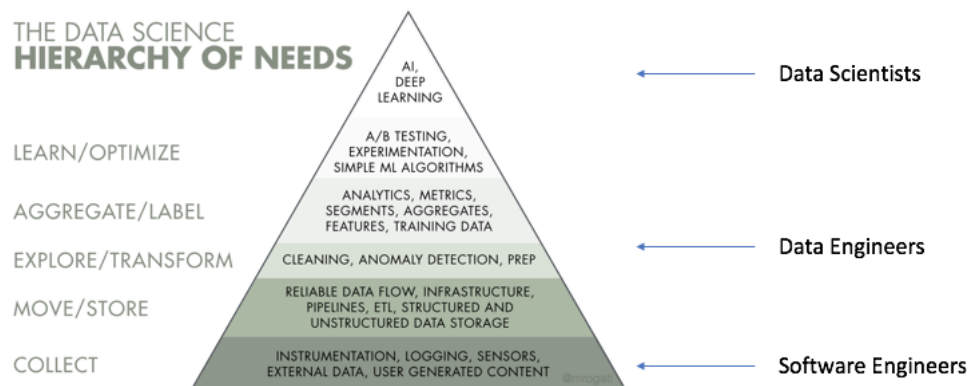 THE DATA SCIENCE
HIERARCHY OF NEEDS
AI,
DEEP
LEARNING
Data Scientists
LEARN/OPTIMIZE
A/B TESTING,
EXPERIMENTATION,
SIMPLE ML ALGORITHMS
AGGREGATE/LABEL
ANALYTICS, METRICS,
SEGMENTS, AGGREGATES,
FEATURES, TRAINING DATA
Data Engineers
EXPLORE/TRANSFORM
CLEANING, ANOMALY DETECTION, PREP
MOVE/STORE
RELIABLE DATA FLOW, INFRASTRUCTURE,
PIPELINES, ETL, STRUCTURED AND
UNSTRUCTURED DATA STORAGE
COLLECT
INSTRUMENTATION, LOGGING, SENSORS,
EXTERNAL DATA, USER GENERATED CONTENT
@mrogati
Software Engineers